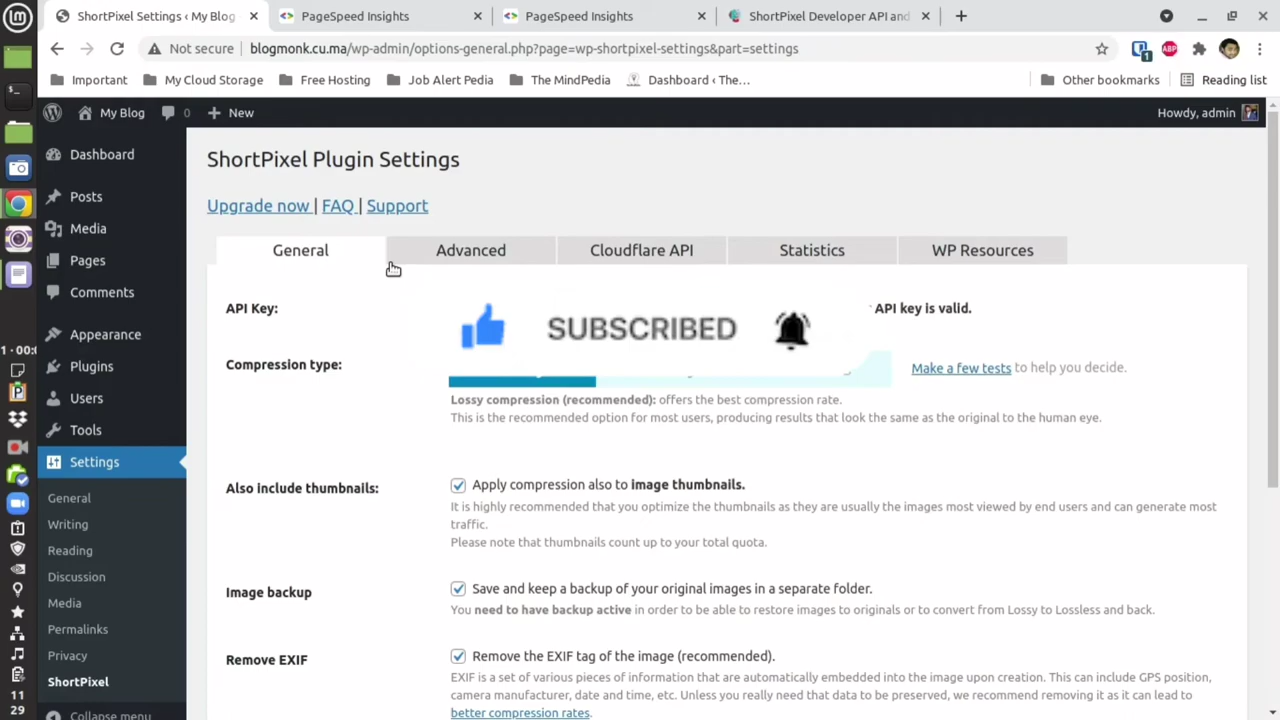 ShortPixel Settings ‹ My Blog
PageSpeed Insights
PageSpeed Insights
ShortPixel Developer API and
Not secure
blogmonk.cu.ma/wp-admin/options-general.php?page=wp-shortpixel-settings&part=settings
ABP
1
Important
My Cloud Storage
Free Hosting
Job Alert Pedia
The MindPedia
Dashboard ‹ The…
Other bookmarks
Reading list
My Blog
0
New
Howdy, admin
Dashboard
Posts
Media
Pages
Comments
Appearance
Plugins
Users
Tools
Settings
General
Writing
Reading
Discussion
Media
Permalinks
Privacy
ShortPixel
Collapse menu
11
29
ShortPixel Plugin Settings
Upgrade now | FAQ | Support
General
Advanced
Cloudflare API
Statistics
WP Resources
API Key:
API key is valid.
SUBSCRIBED
Compression type:
Make a few tests to help you decide.
Lossy compression (recommended): offers the best compression rate.
This is the recommended option for most users, producing results that look the same as the original to the human eye.
Also include thumbnails:
Apply compression also to image thumbnails.
It is highly recommended that you optimize the thumbnails as they are usually the images most viewed by end users and can generate most
traffic.
Please note that thumbnails count up to your total quota.
Image backup
Save and keep a backup of your original images in a separate folder.
You need to have backup active in order to be able to restore images to originals or to convert from Lossy to Lossless and back.
Remove EXIF
Remove the EXIF tag of the image (recommended).
EXIF is a set of various pieces of information that are automatically embedded into the image upon creation. This can include GPS position,
camera manufacturer, date and time, etc. Unless you really need that data to be preserved, we recommend removing it as it can lead to
better compression rates.